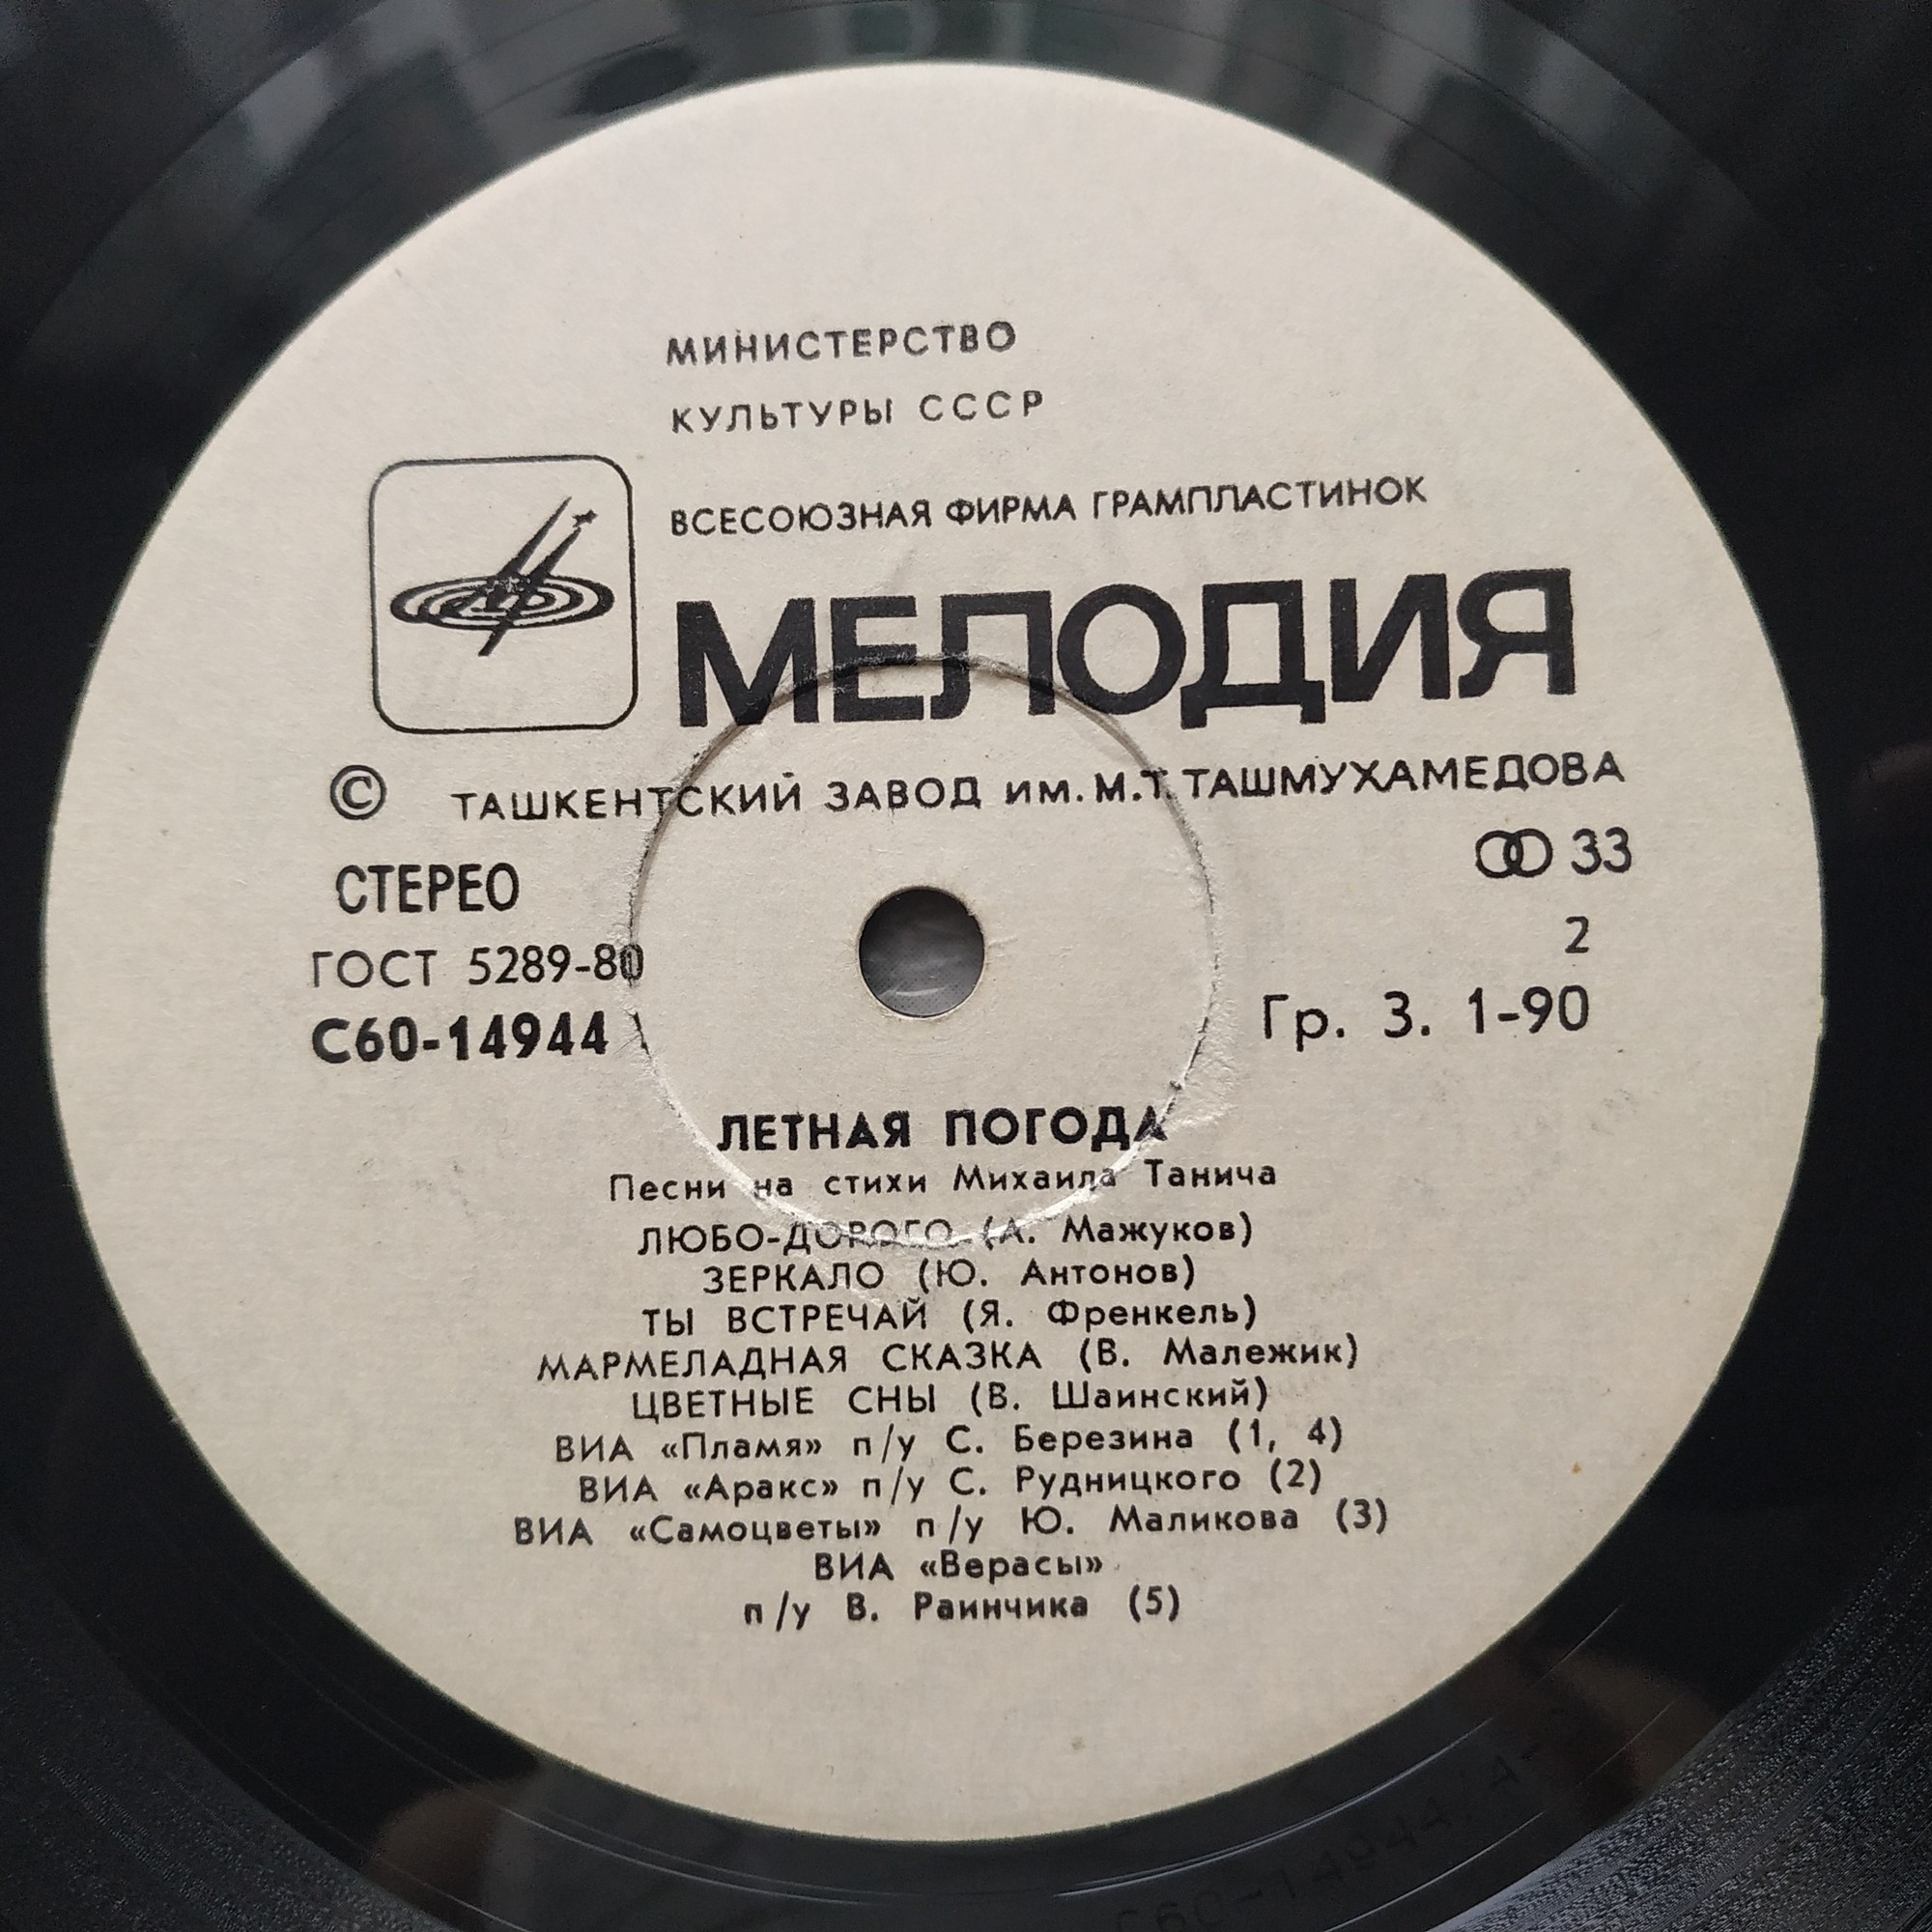 МИНИСТЕРСТВО
КУЛЬТУРЫ СССР
ВСЕСОЮЗНАЯ ФИРМА ГРАМПЛАСТИНОК
МЕЛОДИЯ
© ТАШКЕНТСКИЙ ЗАВОД им. М.Т. ТАШМУХАМЕДОВА
СТЕРЕО
33
ГОСТ 5289-80
2
С60-14944
Гр. 3. 1-90
ЛЕТНАЯ ПОГОДА
Песни на стихи Михаила Танича
ЛЮБО-ДОРОГО (А. Мажуков)
ЗЕРКАЛО (Ю. Антонов)
ТЫ ВСТРЕЧАЙ (Я. Френкель)
МАРМЕЛАДНАЯ СКАЗКА (В. Малежик)
ЦВЕТНЫЕ СНЫ (В. Шаинский)
ВИА «Пламя» п/у С. Березина (1, 4)
ВИА «Аракс» п/у С. Рудницкого (2)
ВИА «Самоцветы» п/у Ю. Маликова (3)
ВИА «Верасы»
п/у В. Раинчика (5)